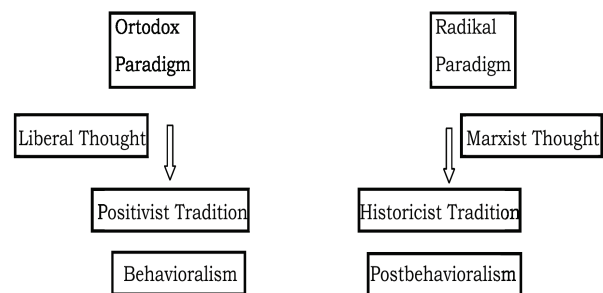 Ortodox
Paradigm
Radikal
Paradigm
Liberal Thought
Marxist Thought
Positivist Tradition
Historicist Tradition
Behavioralism
Postbehavioralism